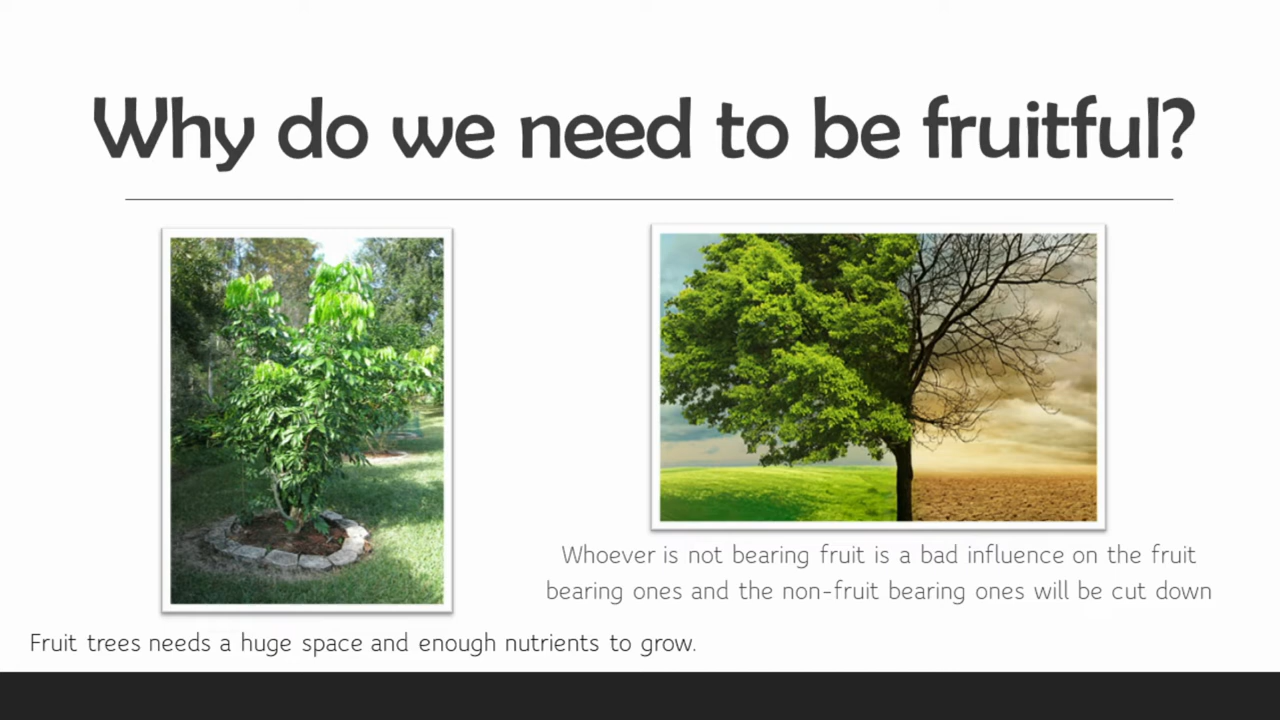 Why do we need to be fruitful?
Whoever is not bearing fruit is a bad influence on the fruit
bearing ones and the non-fruit bearing ones will be cut down
Fruit trees needs a huge space and enough nutrients to grow.